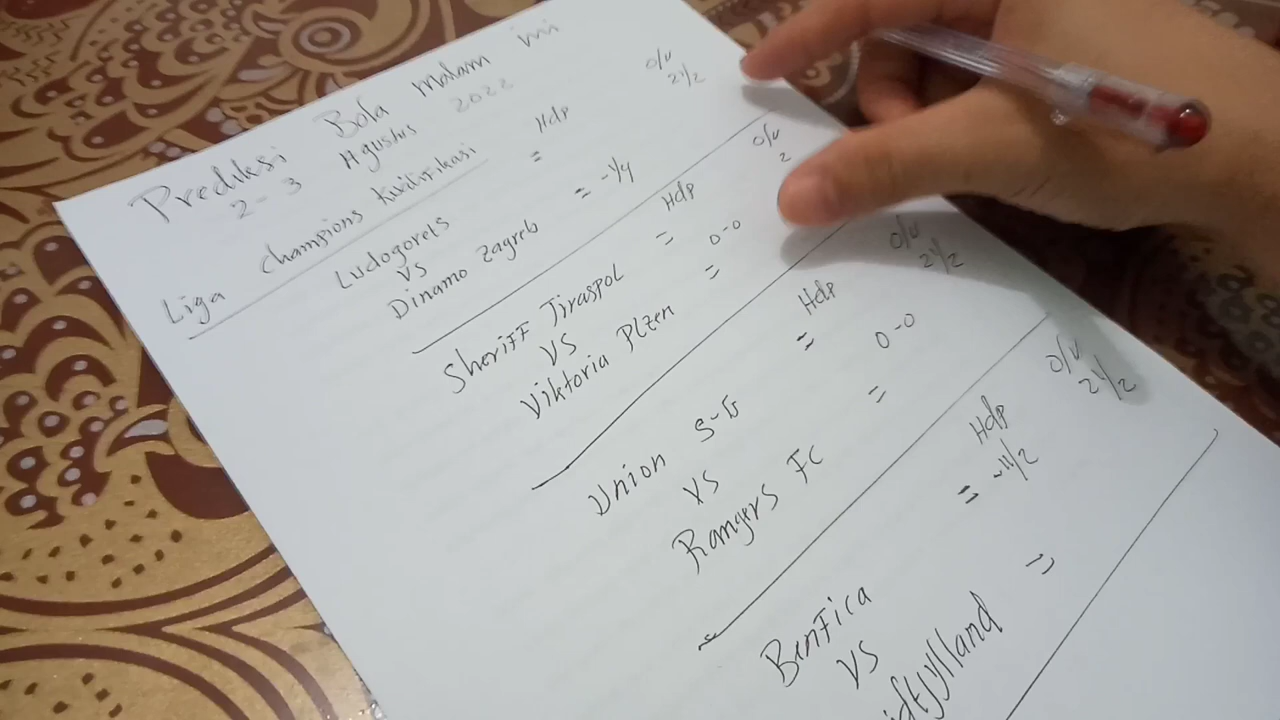 Prediksi Bola Malam ini
2-3 Agustus 2022
Liga Champions Kualifikasi
Ludogorets = Hdp O/U
VS 2 1/2
Dinamo Zagreb = -1/4
Sheriff Tiraspol = Hdp O/U
VS 2
Viktoria Plzen = 0-0
Union S-G = Hdp O/U
VS 2 1/2
Rangers Fc = 0-0
Benfica = Hdp O/U
VS -1 1/2 2 1/2
idtjylland =